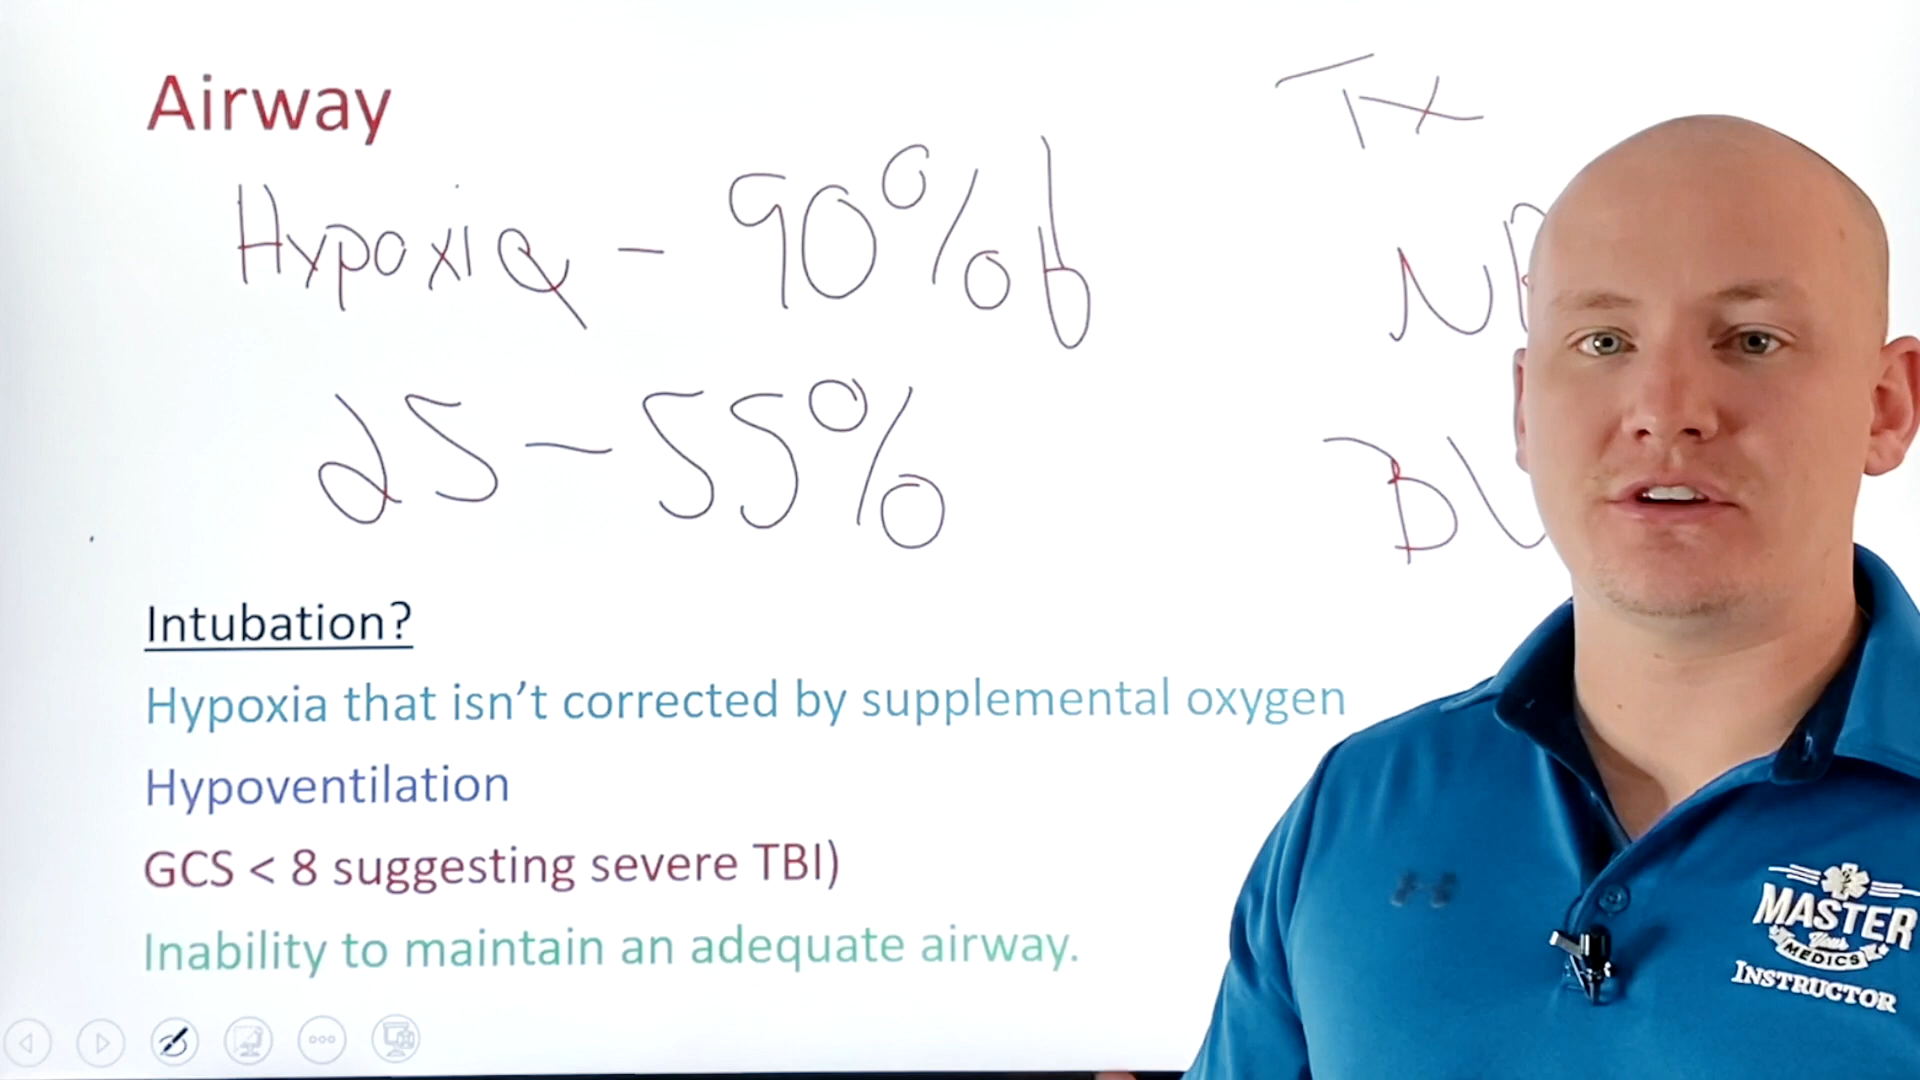 Airway
Tx
Hypoxia - 90%
25-55%
Intubation?
Hypoxia that isn't corrected by supplemental oxygen
Hypoventilation
GCS < 8 suggesting severe TBI)
Inability to maintain an adequate airway.
MASTER
Your
MEDICS
INSTRUCTOR